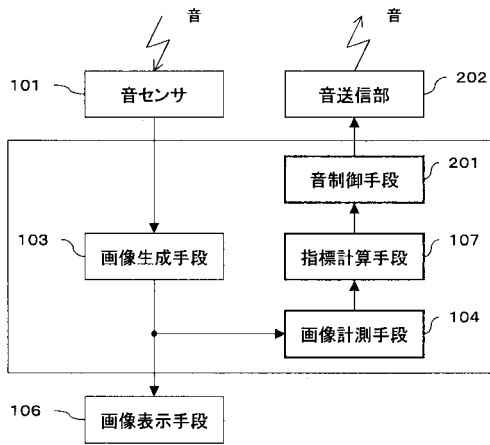 音
音
101
音センサ
音送信部
202
音制御手段
201
103
画像生成手段
指標計算手段
107
画像計測手段
104
106
画像表示手段